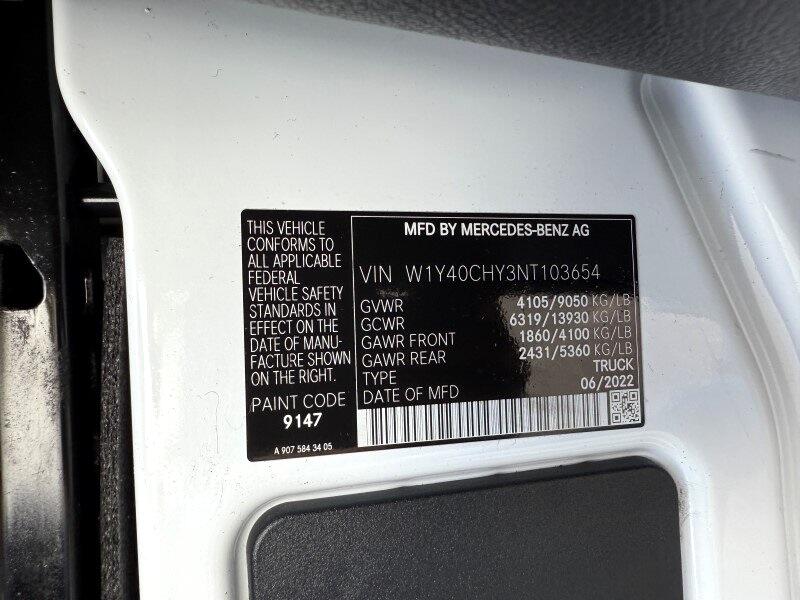 THIS VEHICLE
CONFORMS TO
ALL APPLICABLE
FEDERAL
VEHICLE SAFETY
STANDARDS IN
EFFECT ON THE
DATE OF MANU-
FACTURE SHOWN
ON THE RIGHT.
PAINT CODE
9147
A 907 584 34 05
MFD BY MERCEDES-BENZ AG
VIN W1Y40CHY3NT103654
GVWR 4105/9050 KG/LB
GCWR 6319/13930 KG/LB
GAWR FRONT 1860/4100 KG/LB
GAWR REAR 2431/5360 KG/LB
TYPE TRUCK
DATE OF MFD 06/2022